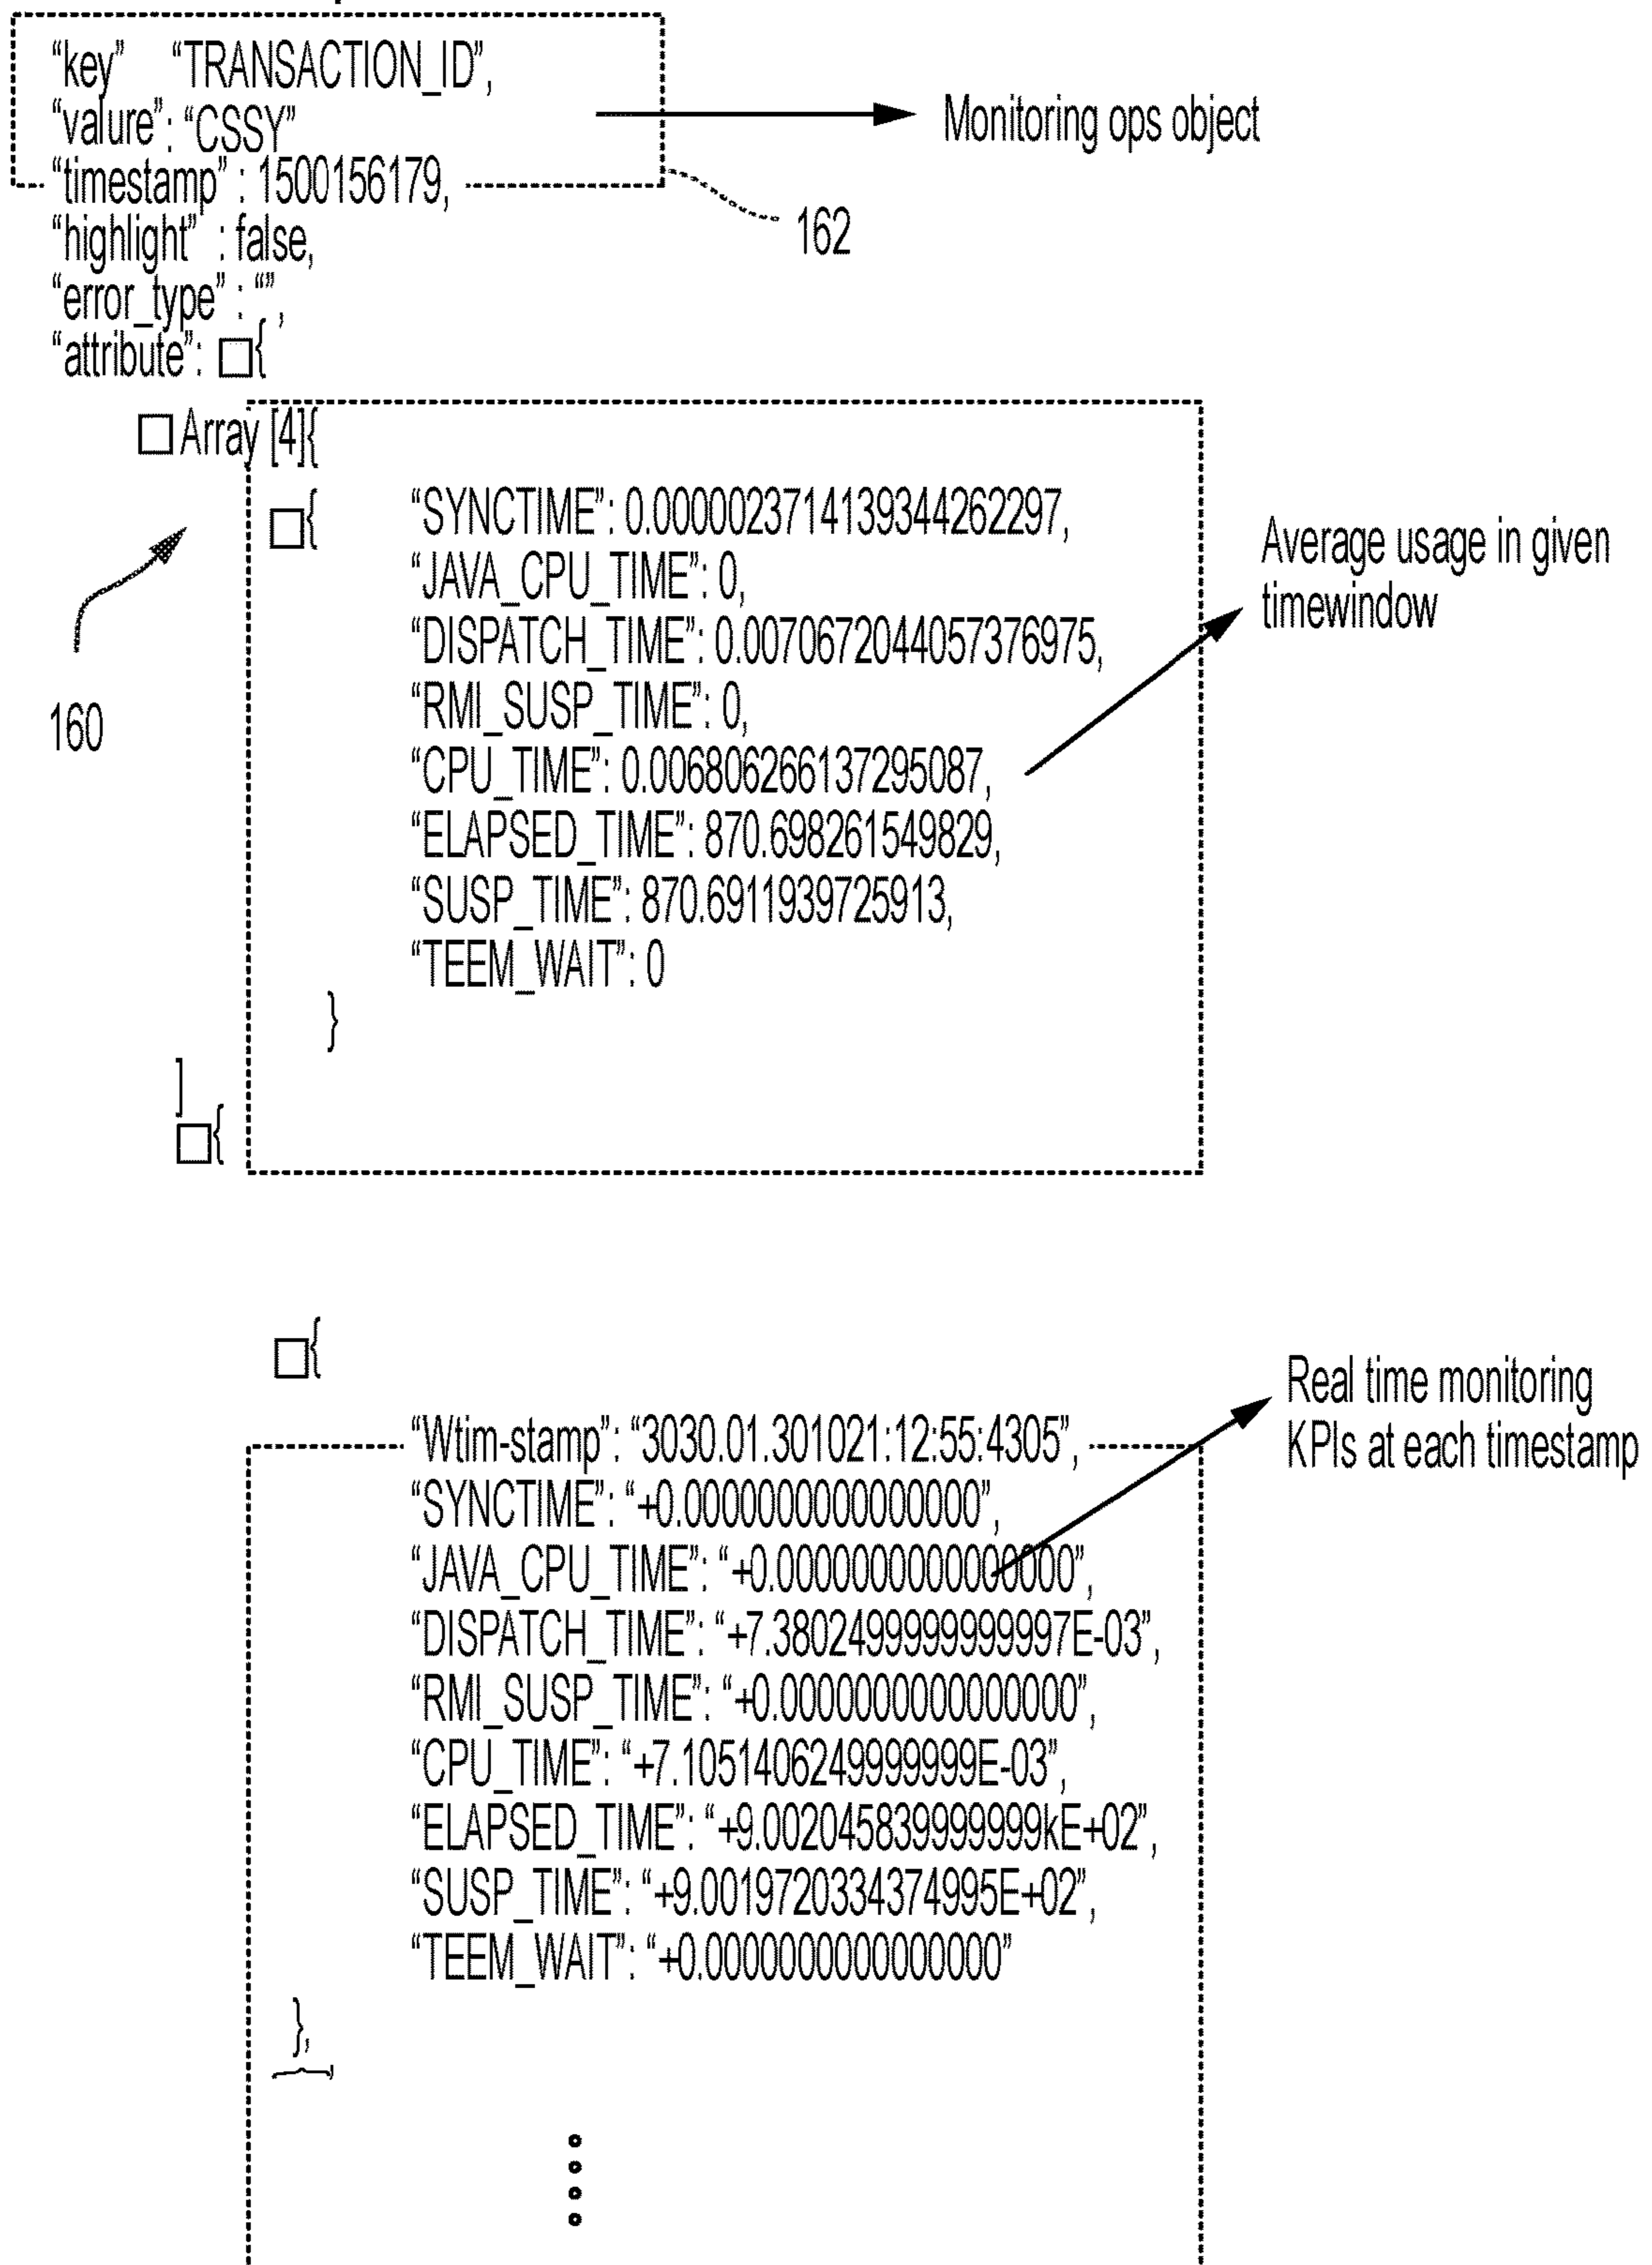 “key” “TRANSACTION_ID”,
“valure”: “CSSY”
Monitoring ops object
“timestamp” : 1500156179,
162
“highlight” : false,
“error_type” : “”,
“attribute”: □{
□ Array [4]{
□{
“SYNCTIME”: 0.0000023714139344262297,
“JAVA_CPU_TIME”: 0,
“DISPATCH_TIME”: 0.0070672044057376975,
“RMI_SUSP_TIME”: 0,
“CPU_TIME”: 0.006806266137295087,
“ELAPSED_TIME”: 870.698261549829,
“SUSP_TIME”: 870.6911939725913,
“TEEM_WAIT”: 0
}
]
□{
Average usage in given
timewindow
160
□{
“Wtim-stamp”: “3030.01.301021:12:55:4305”,
“SYNCTIME”: “+0.0000000000000000”,
“JAVA_CPU_TIME”: “+0.0000000000000000”,
“DISPATCH_TIME”: “+7.3802499999999997E-03”,
“RMI_SUSP_TIME”: “+0.0000000000000000”,
“CPU_TIME”: “+7.1051406249999999E-03”,
“ELAPSED_TIME”: “+9.002045839999999kE+02”,
“SUSP_TIME”: “+9.0019720334374995E+02”,
“TEEM_WAIT”: “+0.0000000000000000”
},
Real time monitoring
KPIs at each timestamp